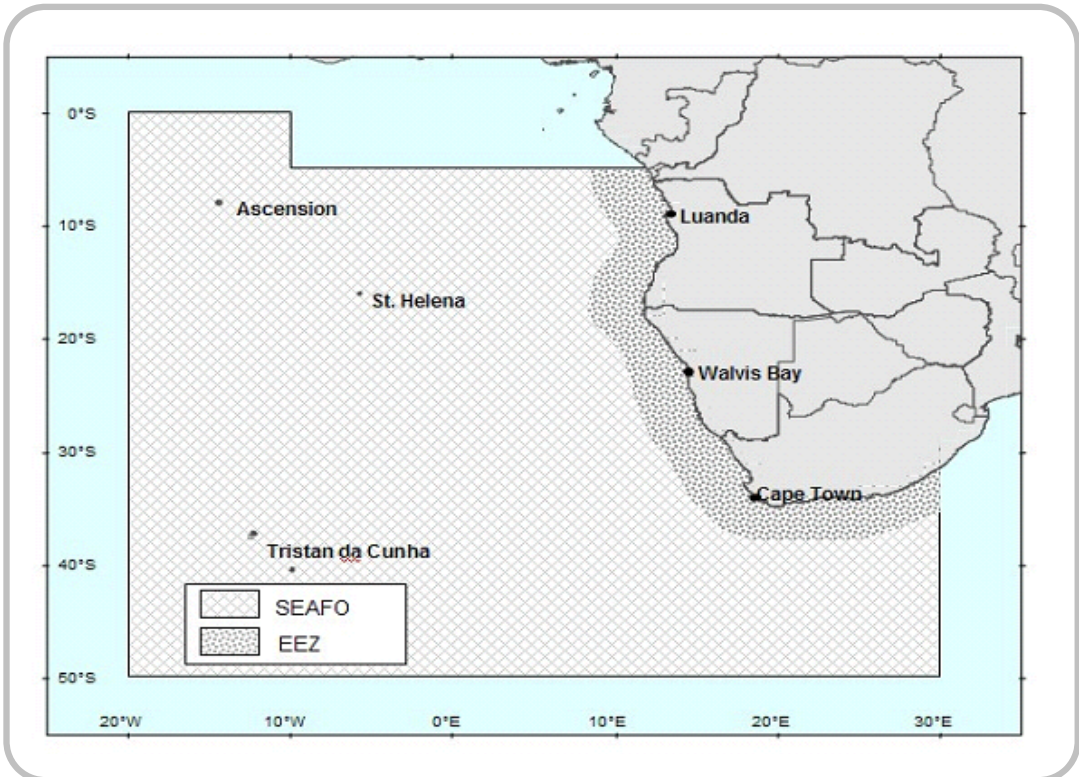 0°S
Ascension
10°S
Luanda
St. Helena
20°S
Walvis Bay
30°S
Cape Town
Tristan da Cunha
40°S
SEAFO
EEZ
50°S
20°W 10°W 0°E 10°E 20°E 30°E